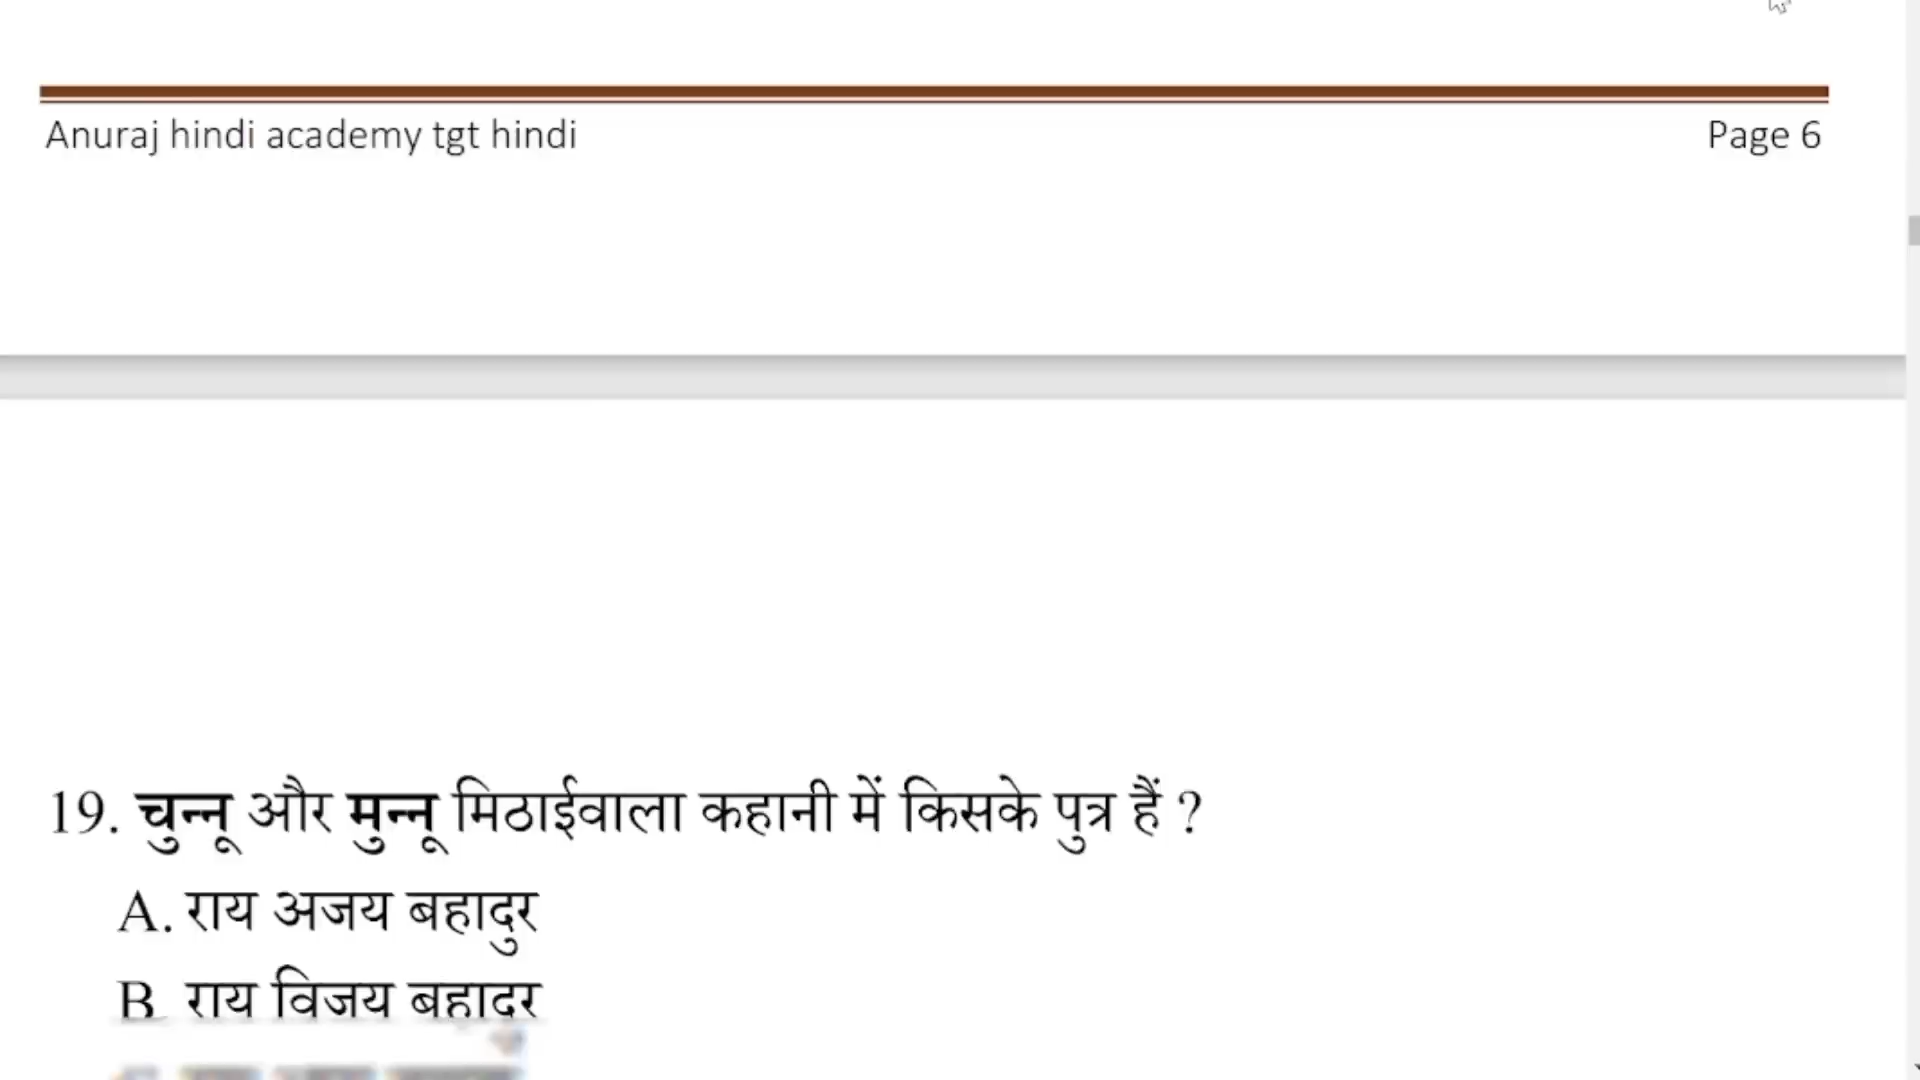 Anuraj hindi academy tgt hindi
Page 6
19. चुन्नू और मुन्नू मिठाईवाला कहानी में किसके पुत्र हैं ?
A. राय अजय बहादुर
B. राय विजय बहादुर